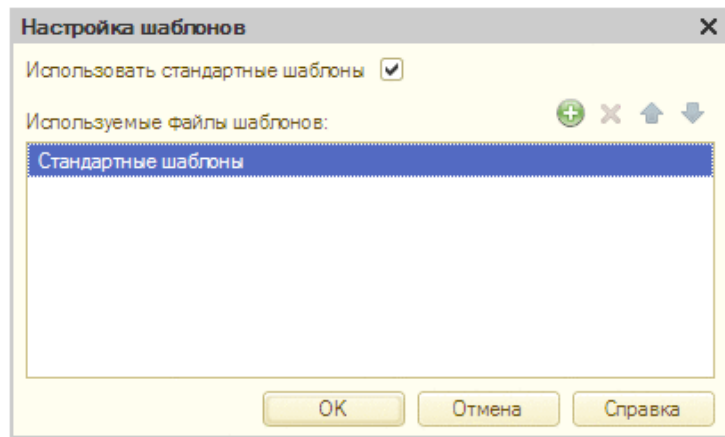 Настройка шаблонов
Использовать стандартные шаблоны
Используемые файлы шаблонов:
Стандартные шаблоны
OK Отмена Справка